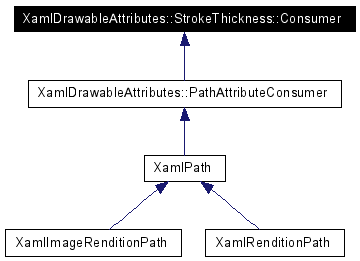 XamlDrawableAttributes::StrokeThickness::Consumer
XamlDrawableAttributes::PathAttributeConsumer
XamlPath
XamlImageRenditionPath
XamlRenditionPath